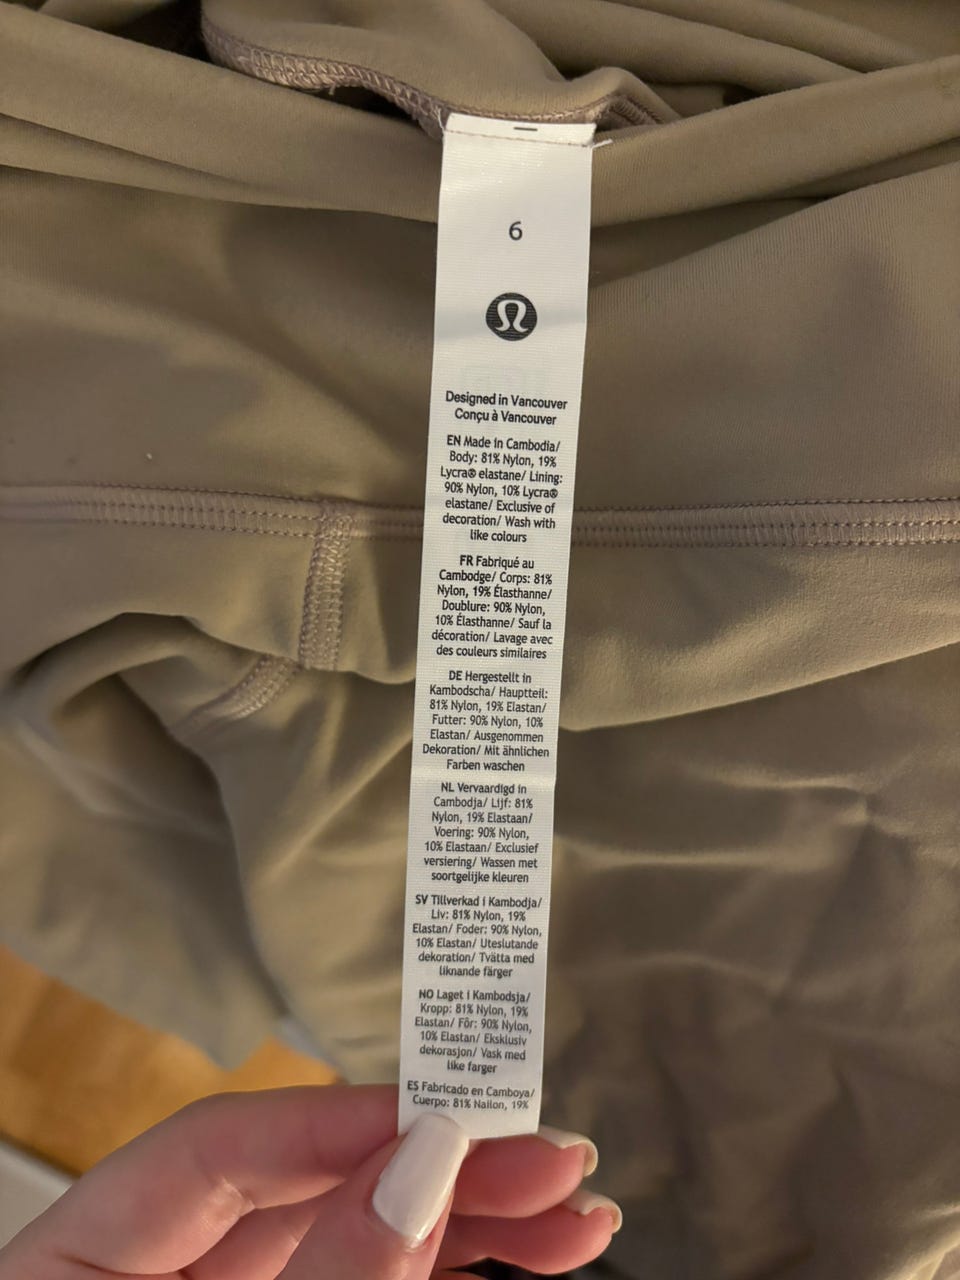 6
Designed in Vancouver
Conçu à Vancouver
EN Made in Cambodia/
Body: 81% Nylon, 19%
Lycra® elastane/ Lining:
90% Nylon, 10% Lycra®
elastane/ Exclusive of
decoration/ Wash with
like colours
FR Fabriqué au
Cambodge/ Corps: 81%
Nylon, 19% Élasthanne/
Doublure: 90% Nylon,
10% Élasthanne/ Sauf la
décoration/ Lavage avec
des couleurs similaires
DE Hergestellt in
Kambodscha/ Hauptteil:
81% Nylon, 19% Elastan/
Futter: 90% Nylon, 10%
Elastan/ Ausgenommen
Dekoration/ Mit ähnlichen
Farben waschen
NL Vervaardigd in
Cambodja/ Lijf: 81%
Nylon, 19% Elastaan/
Voering: 90% Nylon,
10% Elastaan/ Exclusief
versiering/ Wassen met
soortgelijke kleuren
SV Tillverkad i Kambodja/
Liv: 81% Nylon, 19%
Elastan/ Foder: 90% Nylon,
10% Elastan/ Uteslutande
dekoration/ Tvätta med
liknande färger
NO Laget i Kambodsja/
Kropp: 81% Nylon, 19%
Elastan/ Fôr: 90% Nylon,
10% Elastan/ Eksklusiv
dekorasjon/ Vask med
like farger
ES Fabricado en Camboya/
Cuerpo: 81% Nailon, 19%